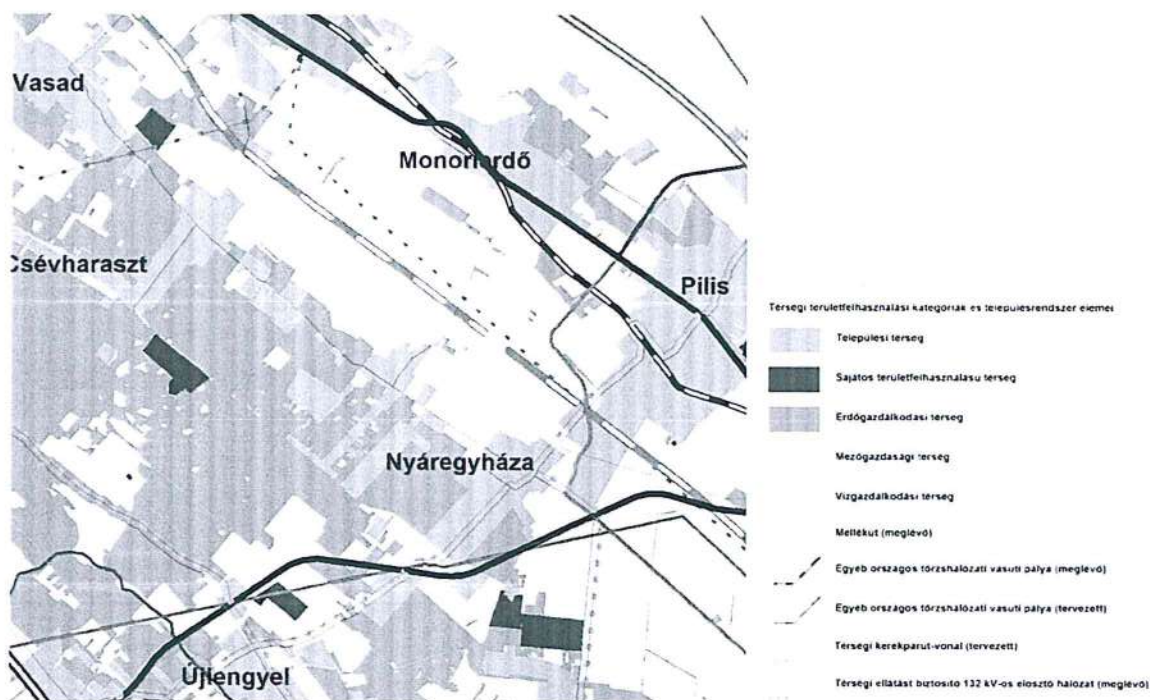 Vasad
Monorierdő
Csévharaszt
Pilis
Nyáregyháza
Újlengyel
Térségi területfelhasználási kategóriák és településrendszer elemei
Települési térség
Sajátos területfelhasználású térség
Erdőgazdálkodási térség
Mezőgazdasági térség
Vízgazdálkodási térség
Mellékút (meglévő)
Egyéb országos törzshálózati vasúti pálya (meglévő)
Egyéb országos törzshálózati vasúti pálya (tervezett)
Térségi kerékpárút-vonal (tervezett)
Térségi ellátást biztosító 132 kV-os elosztó hálózat (meglévő)